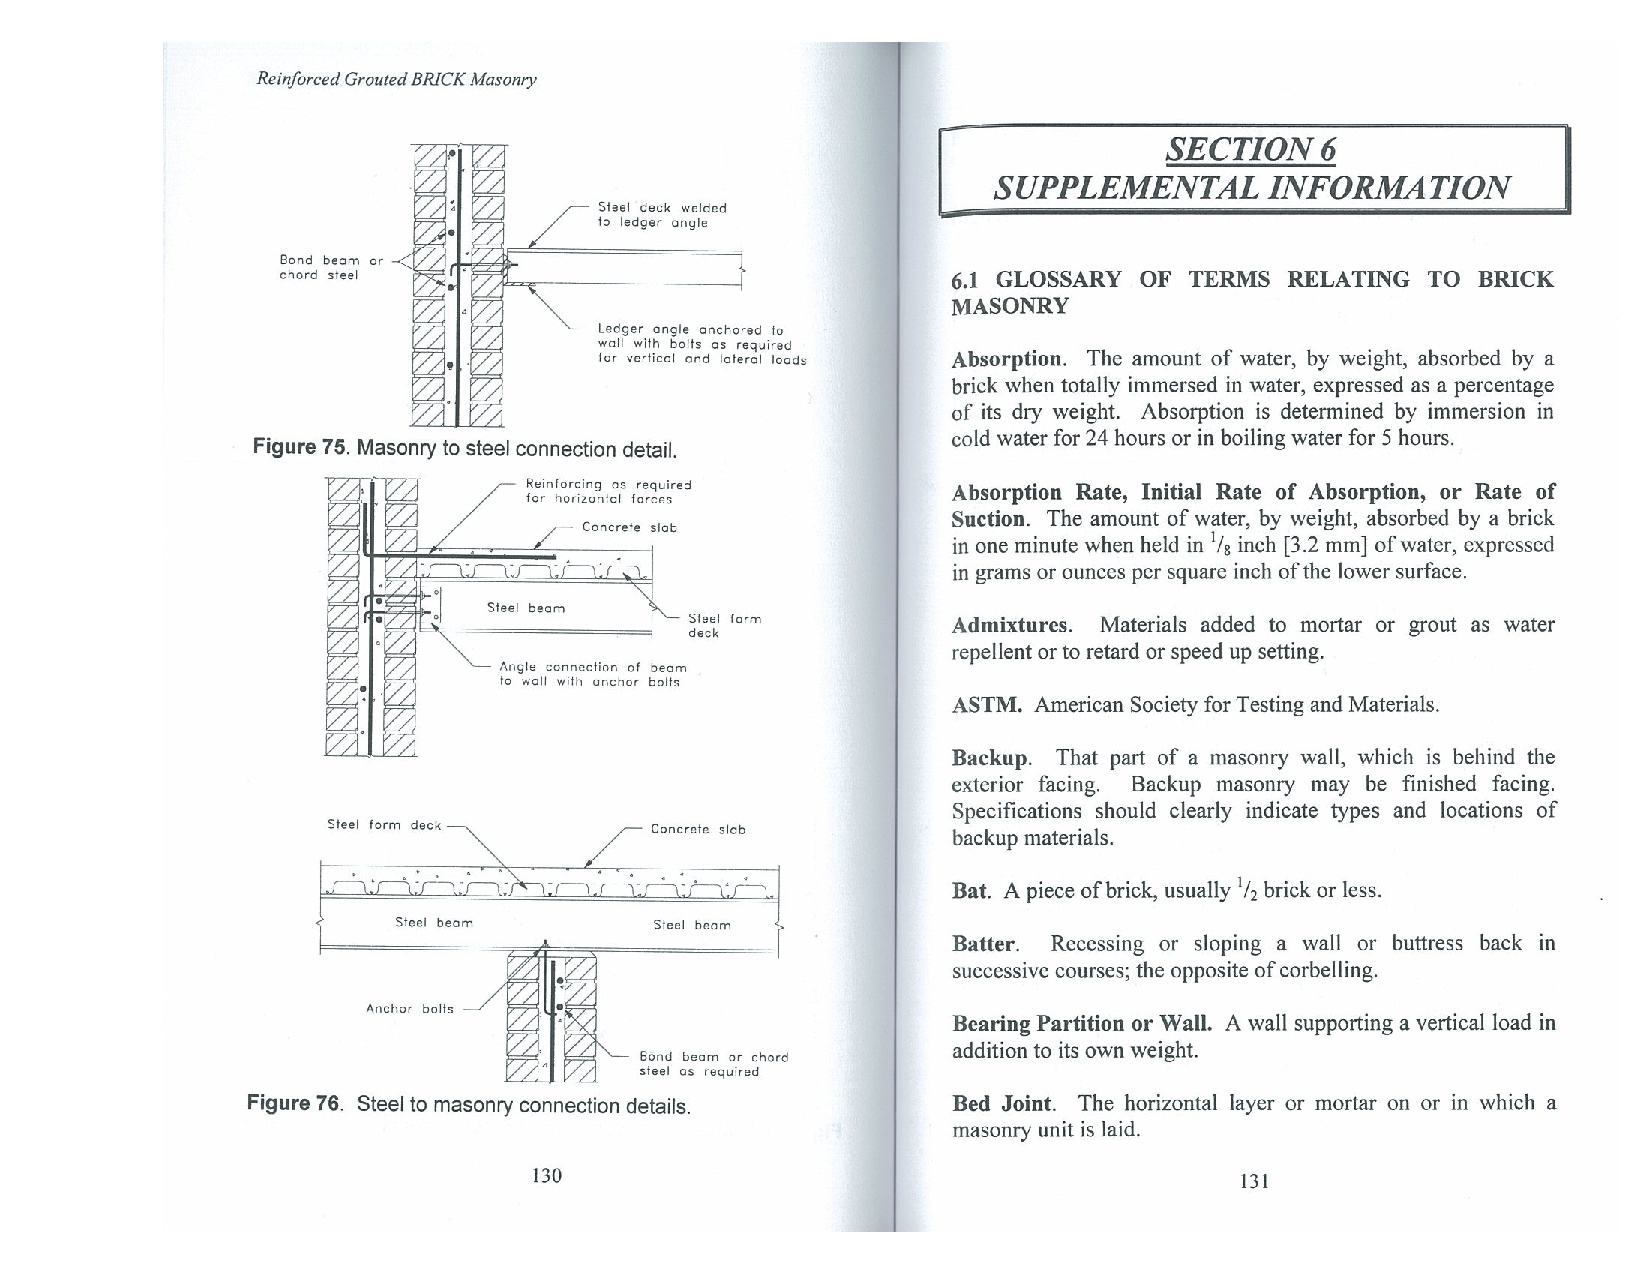 Reinforced Grouted BRICK Masonry
Steel deck welded
to ledger angle
Bond beam or
chord steel
Ledger angle anchored to
wall with bolts as required
for vertical and lateral loads
Figure 75. Masonry to steel connection detail.
Reinforcing as required
for horizontal forces
Concrete slab
Steel beam
Steel form
deck
Angle connection of beam
to wall with anchor bolts
Steel form deck
Concrete slab
Steel beam
Steel beam
Anchor bolts
Bond beam or chord
steel as required
Figure 76. Steel to masonry connection details.
130
SECTION 6
SUPPLEMENTAL INFORMATION
6.1 GLOSSARY OF TERMS RELATING TO BRICK
MASONRY
Absorption. The amount of water, by weight, absorbed by a
brick when totally immersed in water, expressed as a percentage
of its dry weight. Absorption is determined by immersion in
cold water for 24 hours or in boiling water for 5 hours.
Absorption Rate, Initial Rate of Absorption, or Rate of
Suction. The amount of water, by weight, absorbed by a brick
in one minute when held in 1/8 inch [3.2 mm] of water, expressed
in grams or ounces per square inch of the lower surface.
Admixtures. Materials added to mortar or grout as water
repellent or to retard or speed up setting.
ASTM. American Society for Testing and Materials.
Backup. That part of a masonry wall, which is behind the
exterior facing. Backup masonry may be finished facing.
Specifications should clearly indicate types and locations of
backup materials.
Bat. A piece of brick, usually 1/2 brick or less.
Batter. Recessing or sloping a wall or buttress back in
successive courses; the opposite of corbelling.
Bearing Partition or Wall. A wall supporting a vertical load in
addition to its own weight.
Bed Joint. The horizontal layer or mortar on or in which a
masonry unit is laid.
131